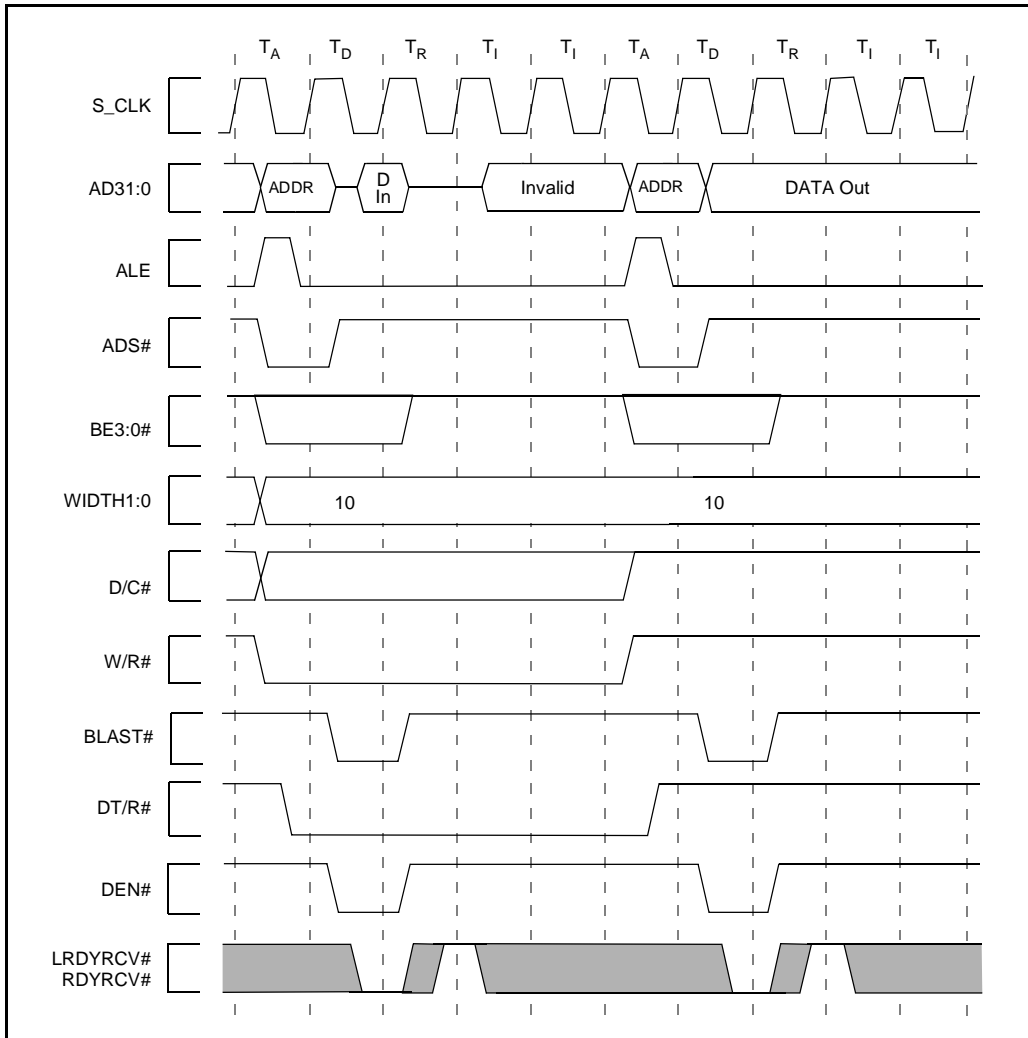 TA TD TR TI TI TA TD TR TI TI
S_CLK
AD31:0
ADDR
D
In
Invalid
ADDR
DATA Out
ALE
ADS#
BE3:0#
WIDTH1:0
10
10
D/C#
W/R#
BLAST#
DT/R#
DEN#
LRDYRCV#
RDYRCV#